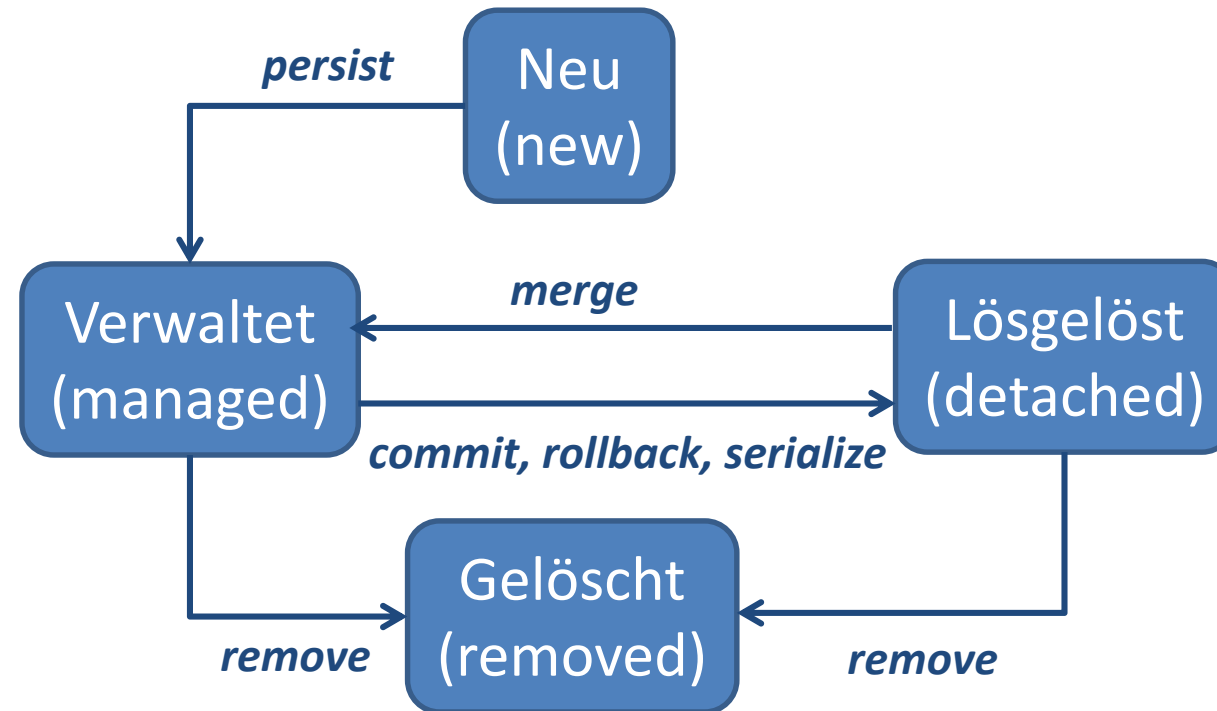 persist
Neu
(new)
merge
Verwaltet
(managed)
Lösgelöst
(detached)
commit, rollback, serialize
Gelöscht
(removed)
remove
remove